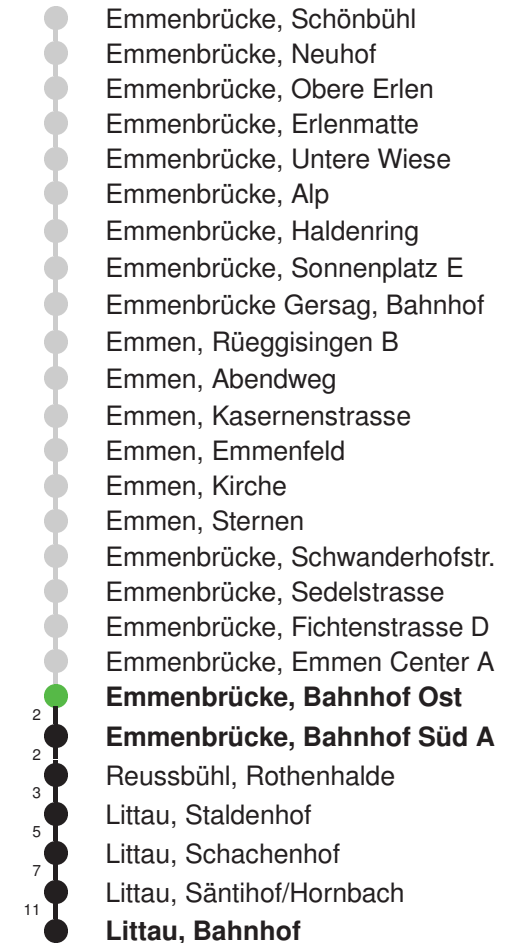 Emmenbrücke, Schönbühl
Emmenbrücke, Neuhof
Emmenbrücke, Obere Erlen
Emmenbrücke, Erlenmatte
Emmenbrücke, Untere Wiese
Emmenbrücke, Alp
Emmenbrücke, Haldenring
Emmenbrücke, Sonnenplatz E
Emmenbrücke Gersag, Bahnhof
Emmen, Rüeggisingen B
Emmen, Abendweg
Emmen, Kasernenstrasse
Emmen, Emmenfeld
Emmen, Kirche
Emmen, Sternen
Emmenbrücke, Schwanderhofstr.
Emmenbrücke, Sedelstrasse
Emmenbrücke, Fichtenstrasse D
Emmenbrücke, Emmen Center A
Emmenbrücke, Bahnhof Ost
2
Emmenbrücke, Bahnhof Süd A
2
Reussbühl, Rothenhalde
3
Littau, Staldenhof
5
Littau, Schachenhof
7
Littau, Säntihof/Hornbach
11
Littau, Bahnhof